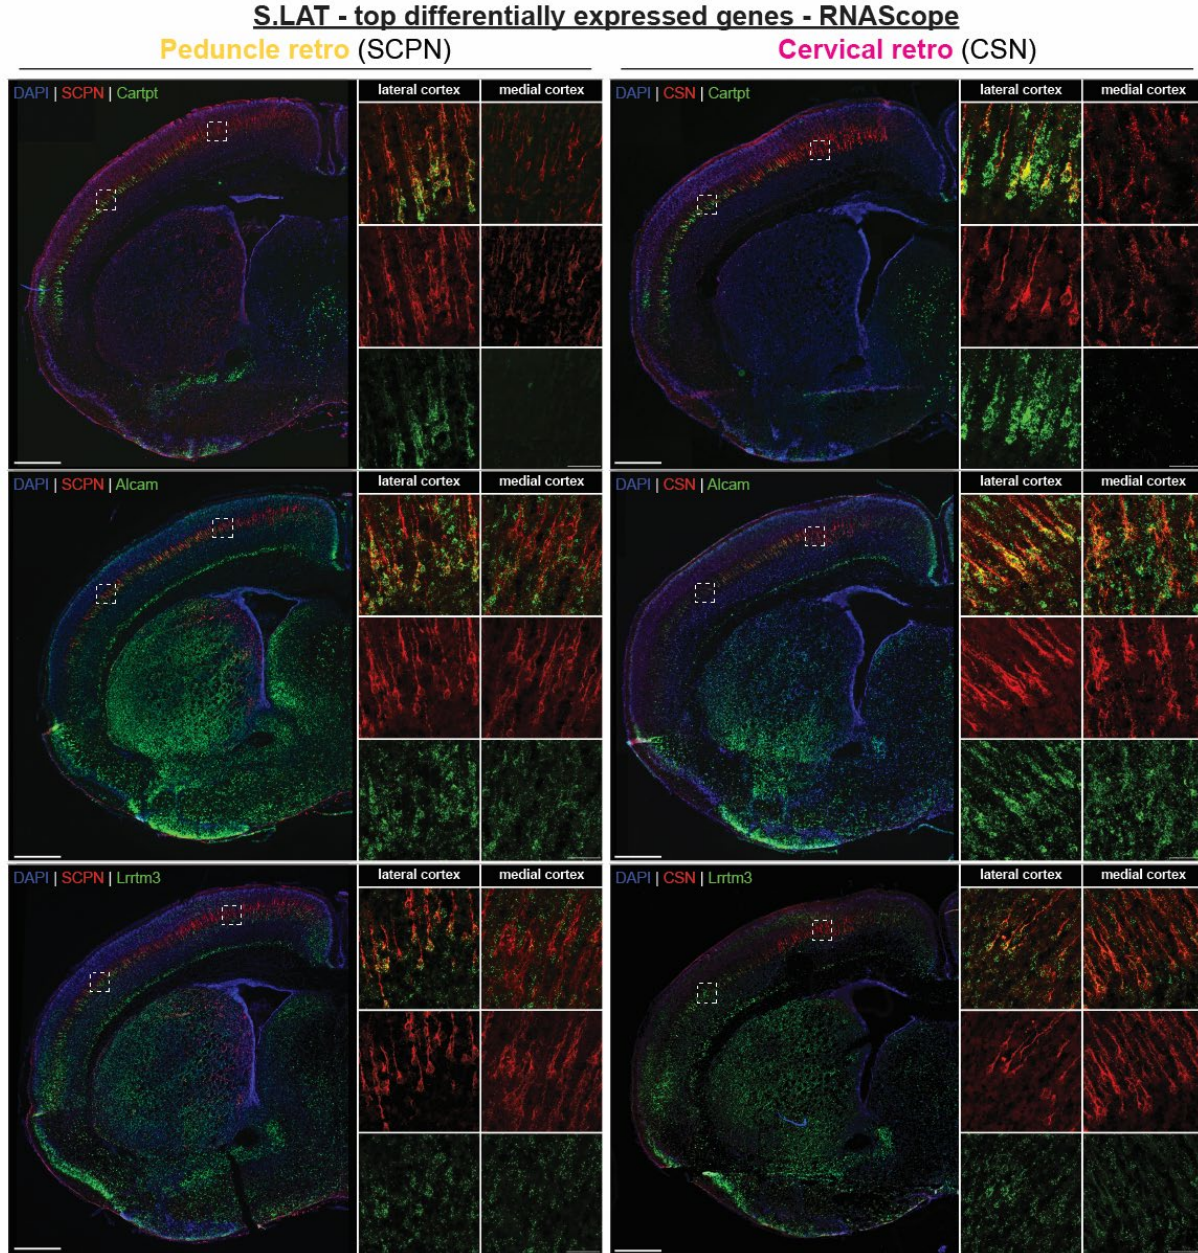 S.LAT - top differentially expressed genes - RNAScope
Peduncle retro (SCPN)
Cervical retro (CSN)
DAPI | SCPN | Cartpt
lateral cortex
medial cortex
DAPI | CSN | Cartpt
lateral cortex
medial cortex
DAPI | SCPN | Alcam
lateral cortex
medial cortex
DAPI | CSN | Alcam
lateral cortex
medial cortex
DAPI | SCPN | Lrrtm3
lateral cortex
medial cortex
DAPI | CSN | Lrrtm3
lateral cortex
medial cortex